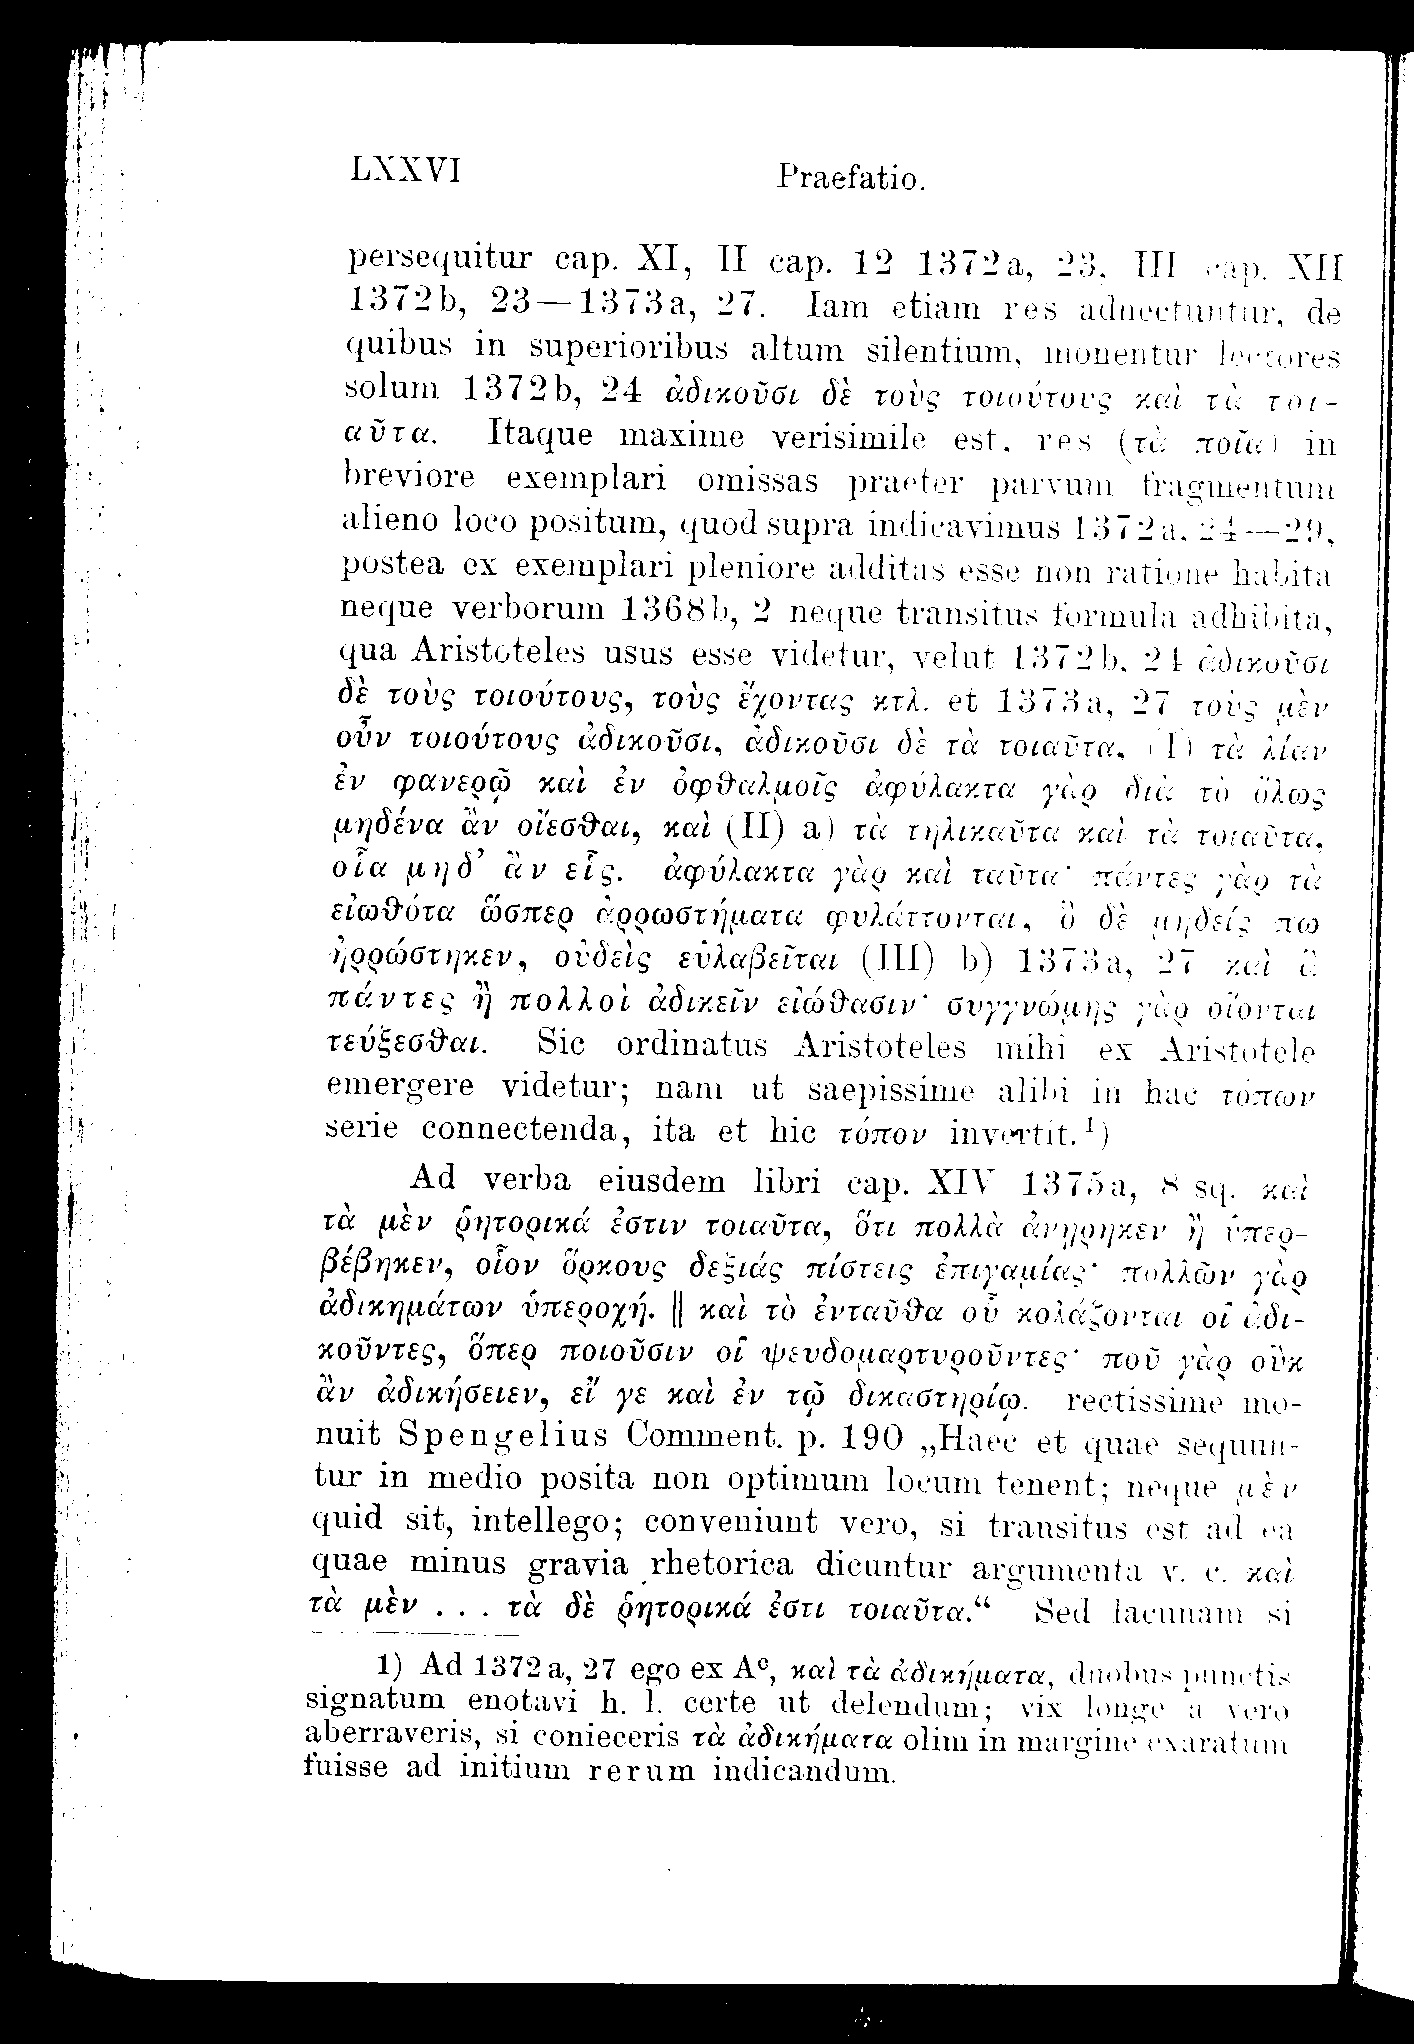 LXXVI Praefatio.
persequitur cap. XI, II cap. 12 1372a, 23, III cap. XII
1372b, 23—1373a, 27. Iam etiam res adnectuntur, de
quibus in superioribus altum silentium, monentur lectores
solum 1372b, 24 ἀδικοῦσι δὲ τοὺς τοιούτους καὶ τὰ τοι-
αῦτα. Itaque maxime verisimile est, res (τὰ ποῖα) in
breviore exemplari omissas praeter parvum fragmentum
alieno loco positum, quod supra indicavimus 1372a, 24—29,
postea ex exemplari pleniore additas esse non ratione habita
neque verborum 1368b, 2 neque transitus formula adhibita,
qua Aristoteles usus esse videtur, velut 1372b, 24 ἀδικοῦσι
δὲ τοὺς τοιούτους, τοὺς ἔχοντας κτλ. et 1373a, 27 τοὺς μὲν
οὖν τοιούτους ἀδικοῦσι, ἀδικοῦσι δὲ τὰ τοιαῦτα, (I) τὰ λίαν
ἐν φανερῷ καὶ ἐν ὀφθαλμοῖς ἀφύλακτα γὰρ διὰ τὸ ὅλως
μηδένα ἂν οἴεσθαι, καὶ (II) a) τὰ τηλικαῦτα καὶ τὰ τοιαῦτα,
οἷα μηδ’ ἂν εἷς. ἀφύλακτα γὰρ καὶ ταῦτα· πάντες γὰρ τὰ
εἰωθότα ὥσπερ ἀρρωστήματα φυλάττονται, ὃ δὲ μηδείς πω
ἠρρώστηκεν, οὐδεὶς εὐλαβεῖται (III) b) 1373a, 27 καὶ ἃ
πάντες ἢ πολλοὶ ἀδικεῖν εἰώθασιν· συγγνώμης γὰρ οἴονται
τεύξεσθαι. Sic ordinatus Aristoteles mihi ex Aristotele
emergere videtur; nam ut saepissime alibi in hac τόπων
serie connectenda, ita et hic τόπον invertit.¹)
Ad verba eiusdem libri cap. XIV 1375a, 8 sq. καὶ
τὰ μὲν ῥητορικά ἐστιν τοιαῦτα, ὅτι πολλὰ ἀνῄρηκεν ἢ ὑπερ-
βέβηκεν, οἷον ὅρκους δεξιάς πίστεις ἐπιγαμίας· πολλῶν γὰρ
ἀδικημάτων ὑπεροχή. || καὶ τὸ ἐνταῦθα οὗ κολάζονται οἱ ἀδι-
κοῦντες, ὅπερ ποιοῦσιν οἱ ψευδομαρτυροῦντες· ποῦ γὰρ οὐκ
ἂν ἀδικήσειεν, εἴ γε καὶ ἐν τῷ δικαστηρίῳ. rectissime mo-
nuit Spengelius Comment. p. 190 „Haec et quae sequun-
tur in medio posita non optimum locum tenent; neque μὲν
quid sit, intellego; conveniunt vero, si transitus est ad ea
quae minus gravia rhetorica dicuntur argumenta v. c. καὶ
τὰ μὲν . . . τὰ δὲ ῥητορικά ἐστι τοιαῦτα.“ Sed lacunam si
1) Ad 1372a, 27 ego ex Aᶜ, καὶ τὰ ἀδικήματα, duobus punctis
signatum enotavi h. l. certe ut delendum; vix longe a vero
aberraveris, si conieceris τὰ ἀδικήματα olim in margine exaratum
fuisse ad initium rerum indicandum.